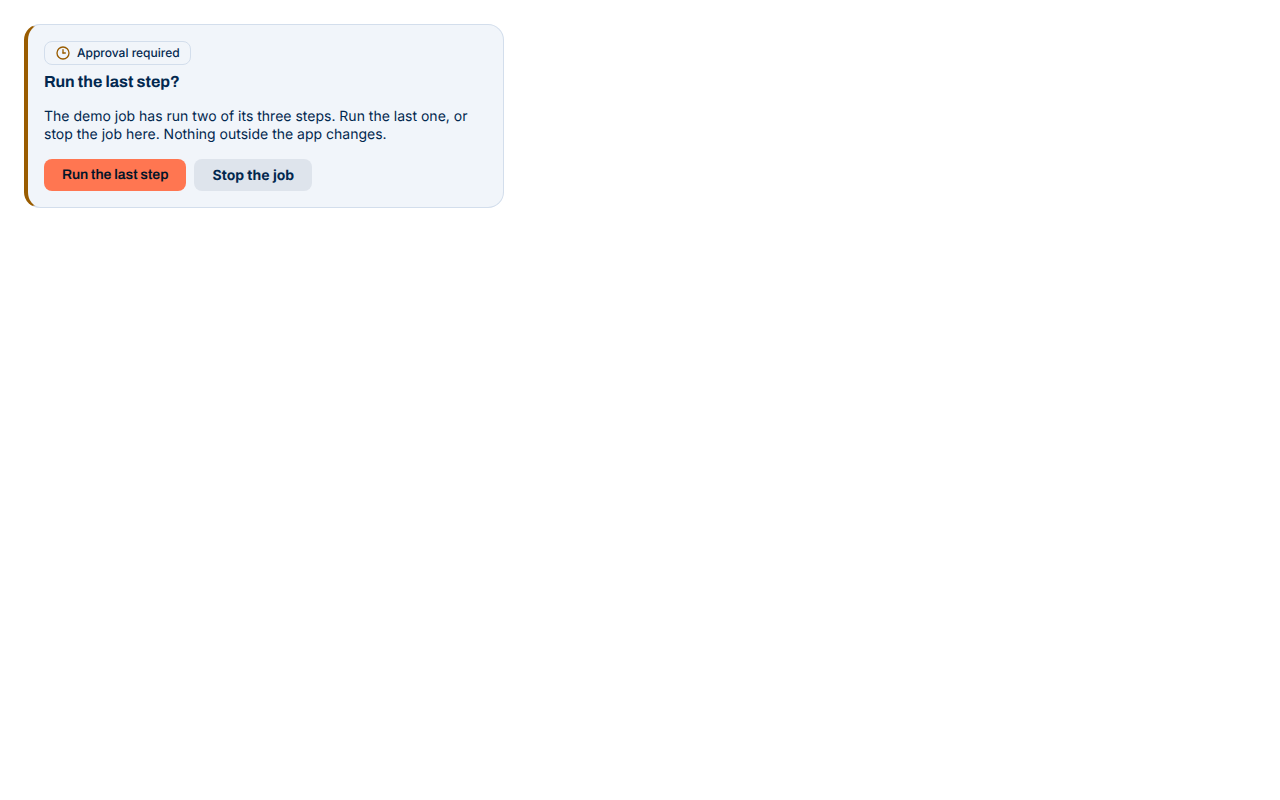 Approval required
Run the last step?
The demo job has run two of its three steps. Run the last one, or
stop the job here. Nothing outside the app changes.
Run the last step
Stop the job